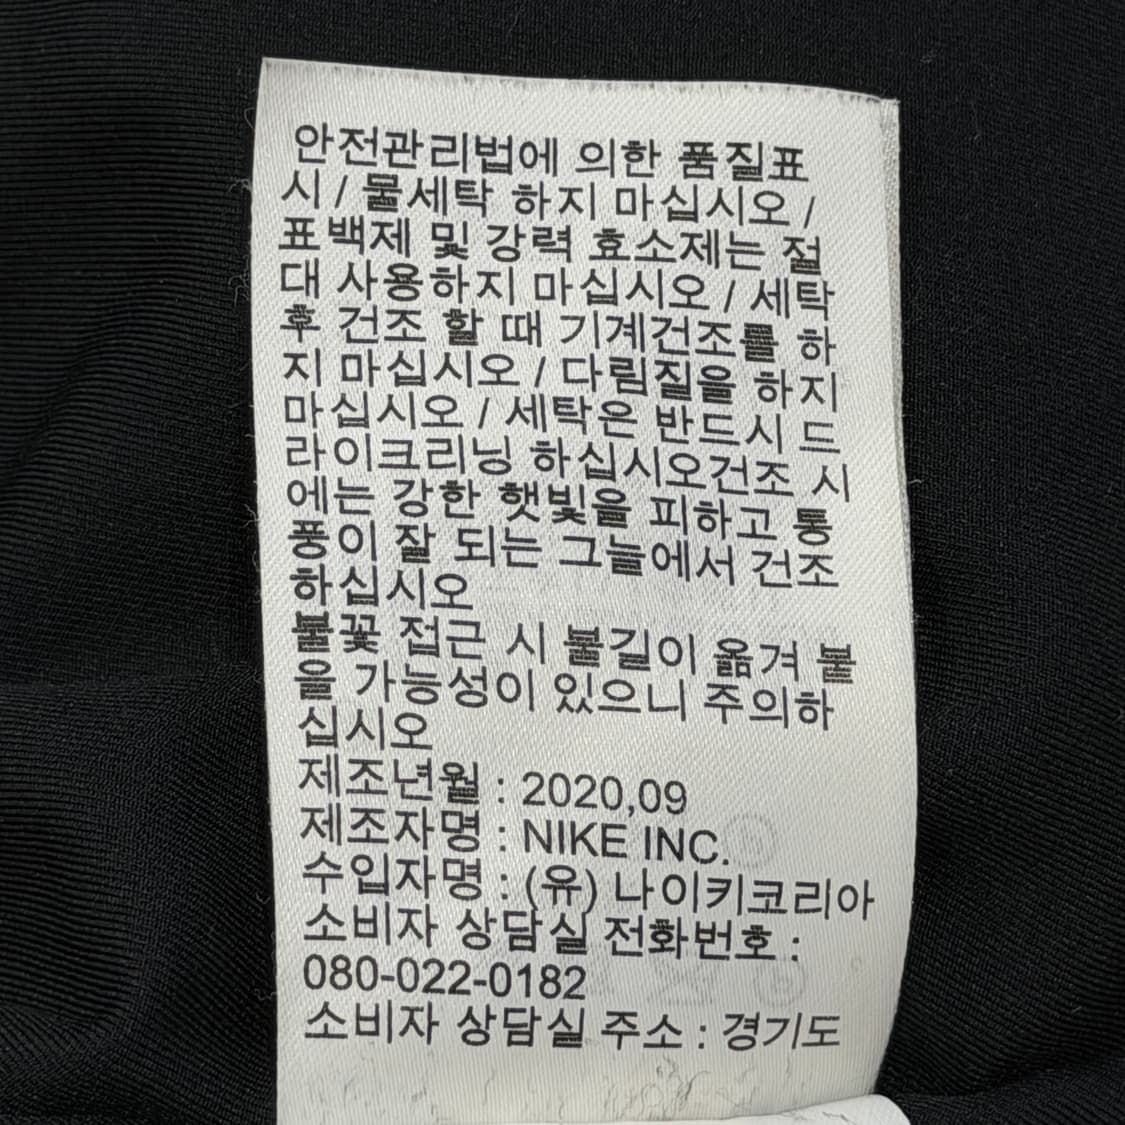 안전관리법에 의한 품질표
시 / 물세탁 하지 마십시오 /
표백제 및 강력 효소제는 절
대 사용하지 마십시오 / 세탁
후 건조 할 때 기계건조를 하
지 마십시오 / 다림질을 하지
마십시오 / 세탁은 반드시 드
라이크리닝 하십시오건조 시
에는 강한 햇빛을 피하고 통
풍이 잘 되는 그늘에서 건조
하십시오
불꽃 접근 시 불길이 옮겨 붙
을 가능성이 있으니 주의하
십시오
제조년월 : 2020,09
제조자명 : NIKE INC.
수입자명 : (유) 나이키코리아
소비자 상담실 전화번호 :
080-022-0182
소비자 상담실 주소 : 경기도